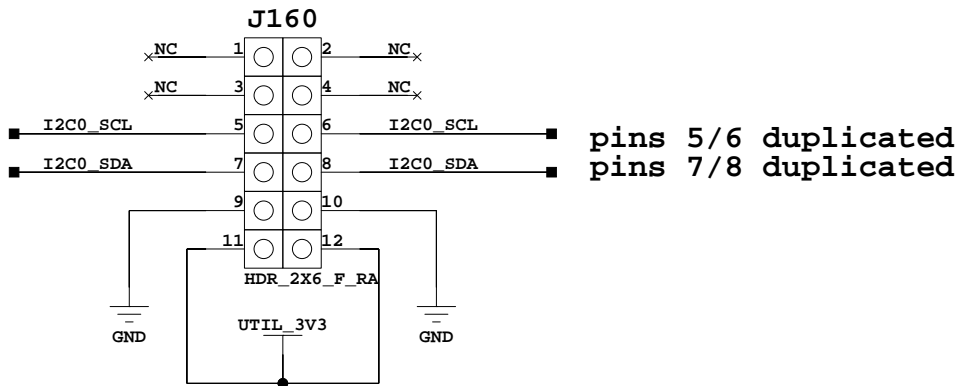 J160
NC 1 2 NC
NC 3 4 NC
I2C0_SCL 5 6 I2C0_SCL
pins 5/6 duplicated
I2C0_SDA 7 8 I2C0_SDA
pins 7/8 duplicated
9 10
11 12
HDR_2X6_F_RA
UTIL_3V3
GND GND